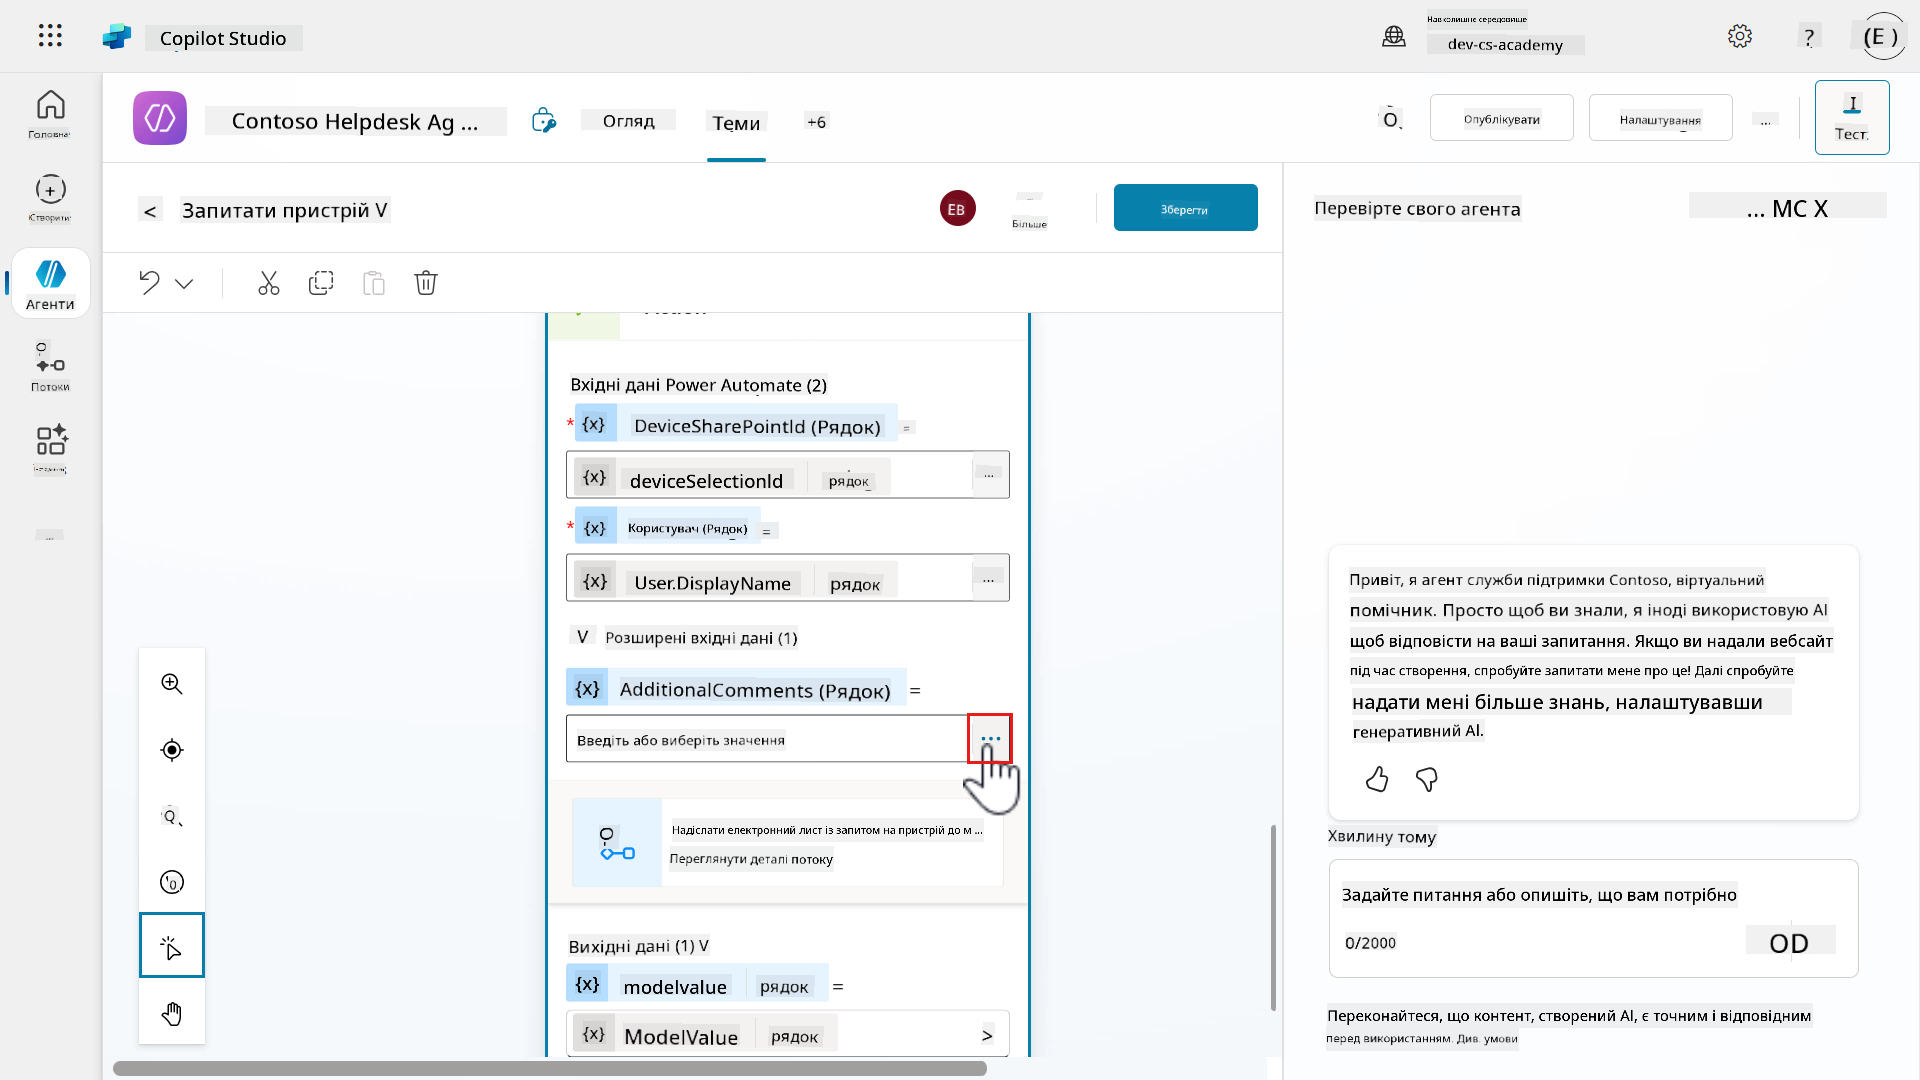 Copilot Studio
Навколишнє середовище
dev-cs-academy
?
(E )
Головна
Створити
Агенти
Потоки
Contoso Helpdesk Ag ...
Огляд
Теми
+6
Опублікувати
Налаштування
...
Тест
< Запитати пристрій V
EB
Більше
Зберегти
Вхідні дані Power Automate (2)
* {x} DeviceSharePointId (Рядок) =
{x} deviceSelectionId рядок ...
* {x} Користувач (Рядок) =
{x} User.DisplayName рядок ...
V Розширені вхідні дані (1)
{x} AdditionalComments (Рядок) =
Введіть або виберіть значення ...
Надіслати електронний лист із запитом на пристрій до м ...
Переглянути деталі потоку
Вихідні дані (1) V
{x} modelvalue рядок =
{x} ModelValue рядок >
Перевірте свого агента
... MC X
Привіт, я агент служби підтримки Contoso, віртуальний
помічник. Просто щоб ви знали, я іноді використовую AI
щоб відповісти на ваші запитання. Якщо ви надали вебсайт
під час створення, спробуйте запитати мене про це! Далі спробуйте
надати мені більше знань, налаштувавши
генеративний AI.
Хвилину тому
Задайте питання або опишіть, що вам потрібно
0/2000
OD
Переконайтеся, що контент, створений AI, є точним і відповідним
перед використанням. Див. умови